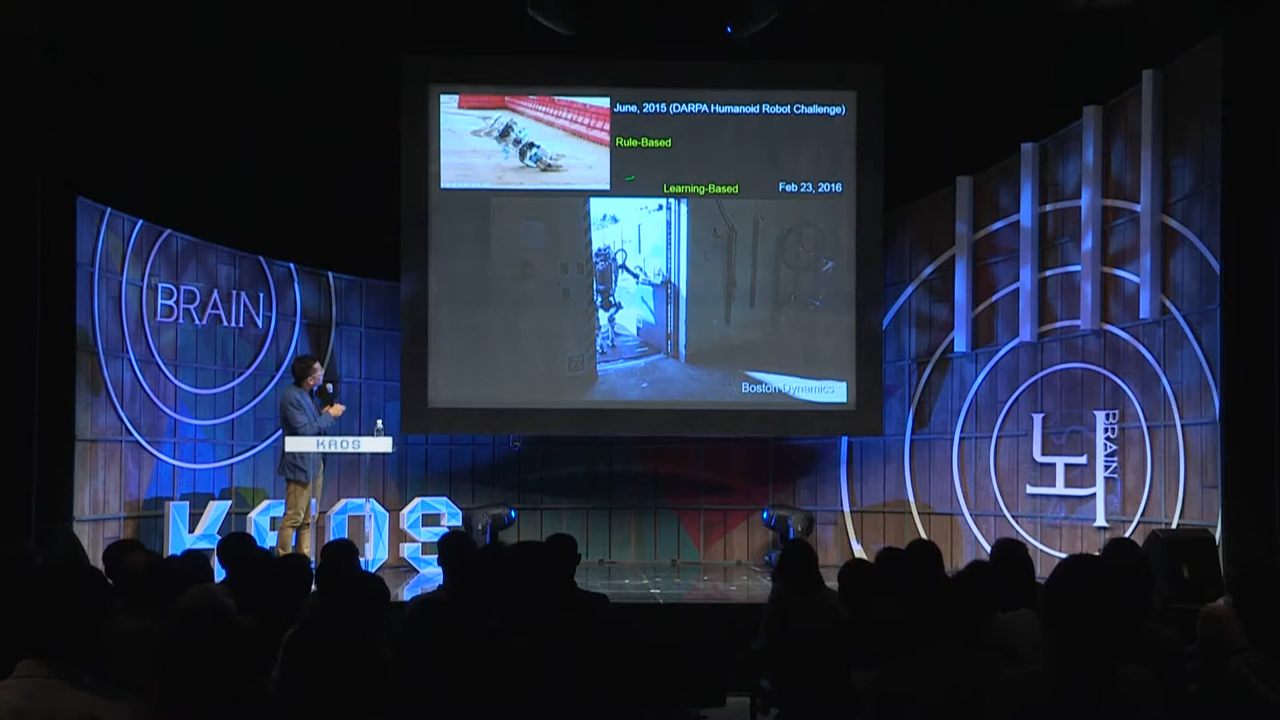 June, 2015 (DARPA Humanoid Robot Challenge)
Rule-Based
Learning-Based
Feb 23, 2016
Boston Dynamics
BRAIN
KAOS
KAOS
뇌
BRAIN